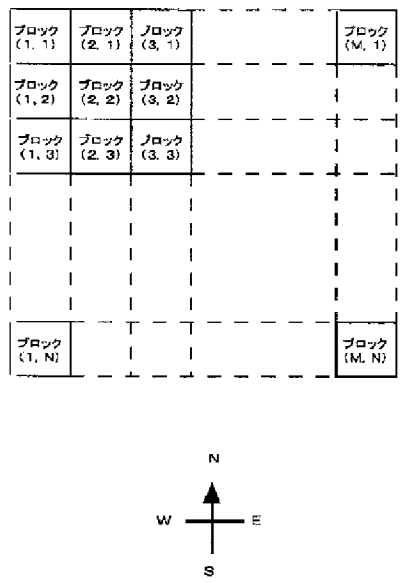 ブロック ブロック ブロック ブロック
(1, 1) (2, 1) (3, 1) (M, 1)
ブロック ブロック ブロック
(1, 2) (2, 2) (3, 2)
ブロック ブロック ブロック
(1, 3) (2, 3) (3, 3)
ブロック ブロック
(1, N) (M, N)
N
W E
S